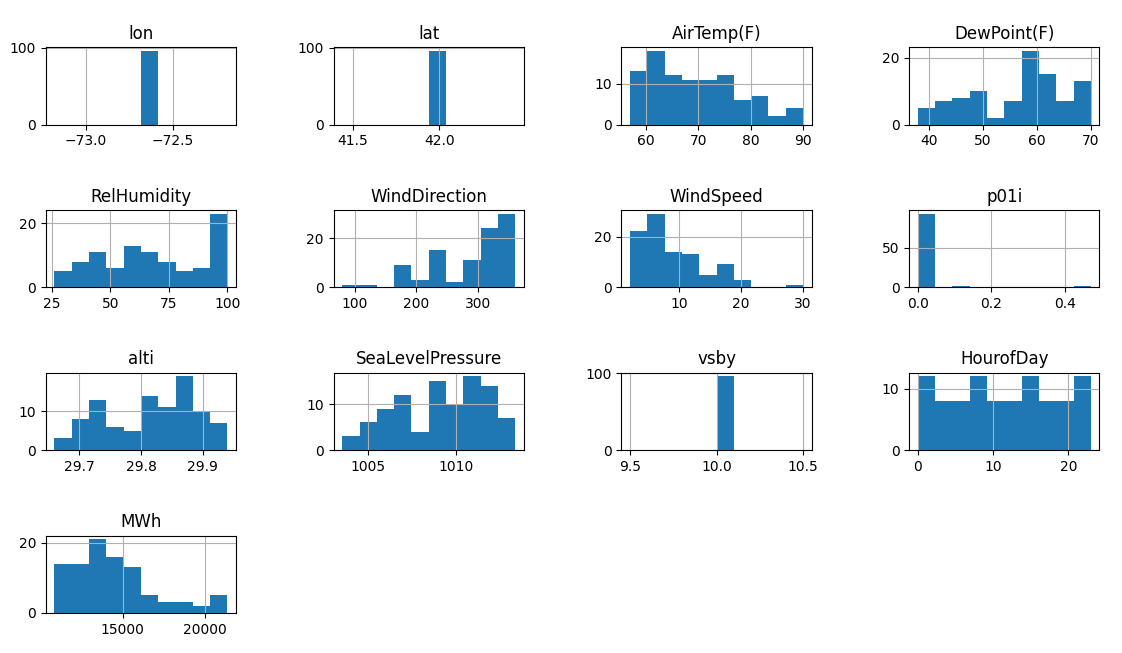 lon lat AirTemp(F) DewPoint(F)
100 100 10 20
0 0 0 0
−73.0 −72.5 41.5 42.0 60 70 80 90 40 50 60 70
RelHumidity WindDirection WindSpeed p01i
20 20 20 50
0 0 0 0
25 50 75 100 100 200 300 10 20 30 0.0 0.2 0.4
alti SeaLevelPressure vsby HourofDay
10 10 100 10
0 0 0 0
29.7 29.8 29.9 1005 1010 9.5 10.0 10.5 0 10 20
MWh
20
0
15000 20000